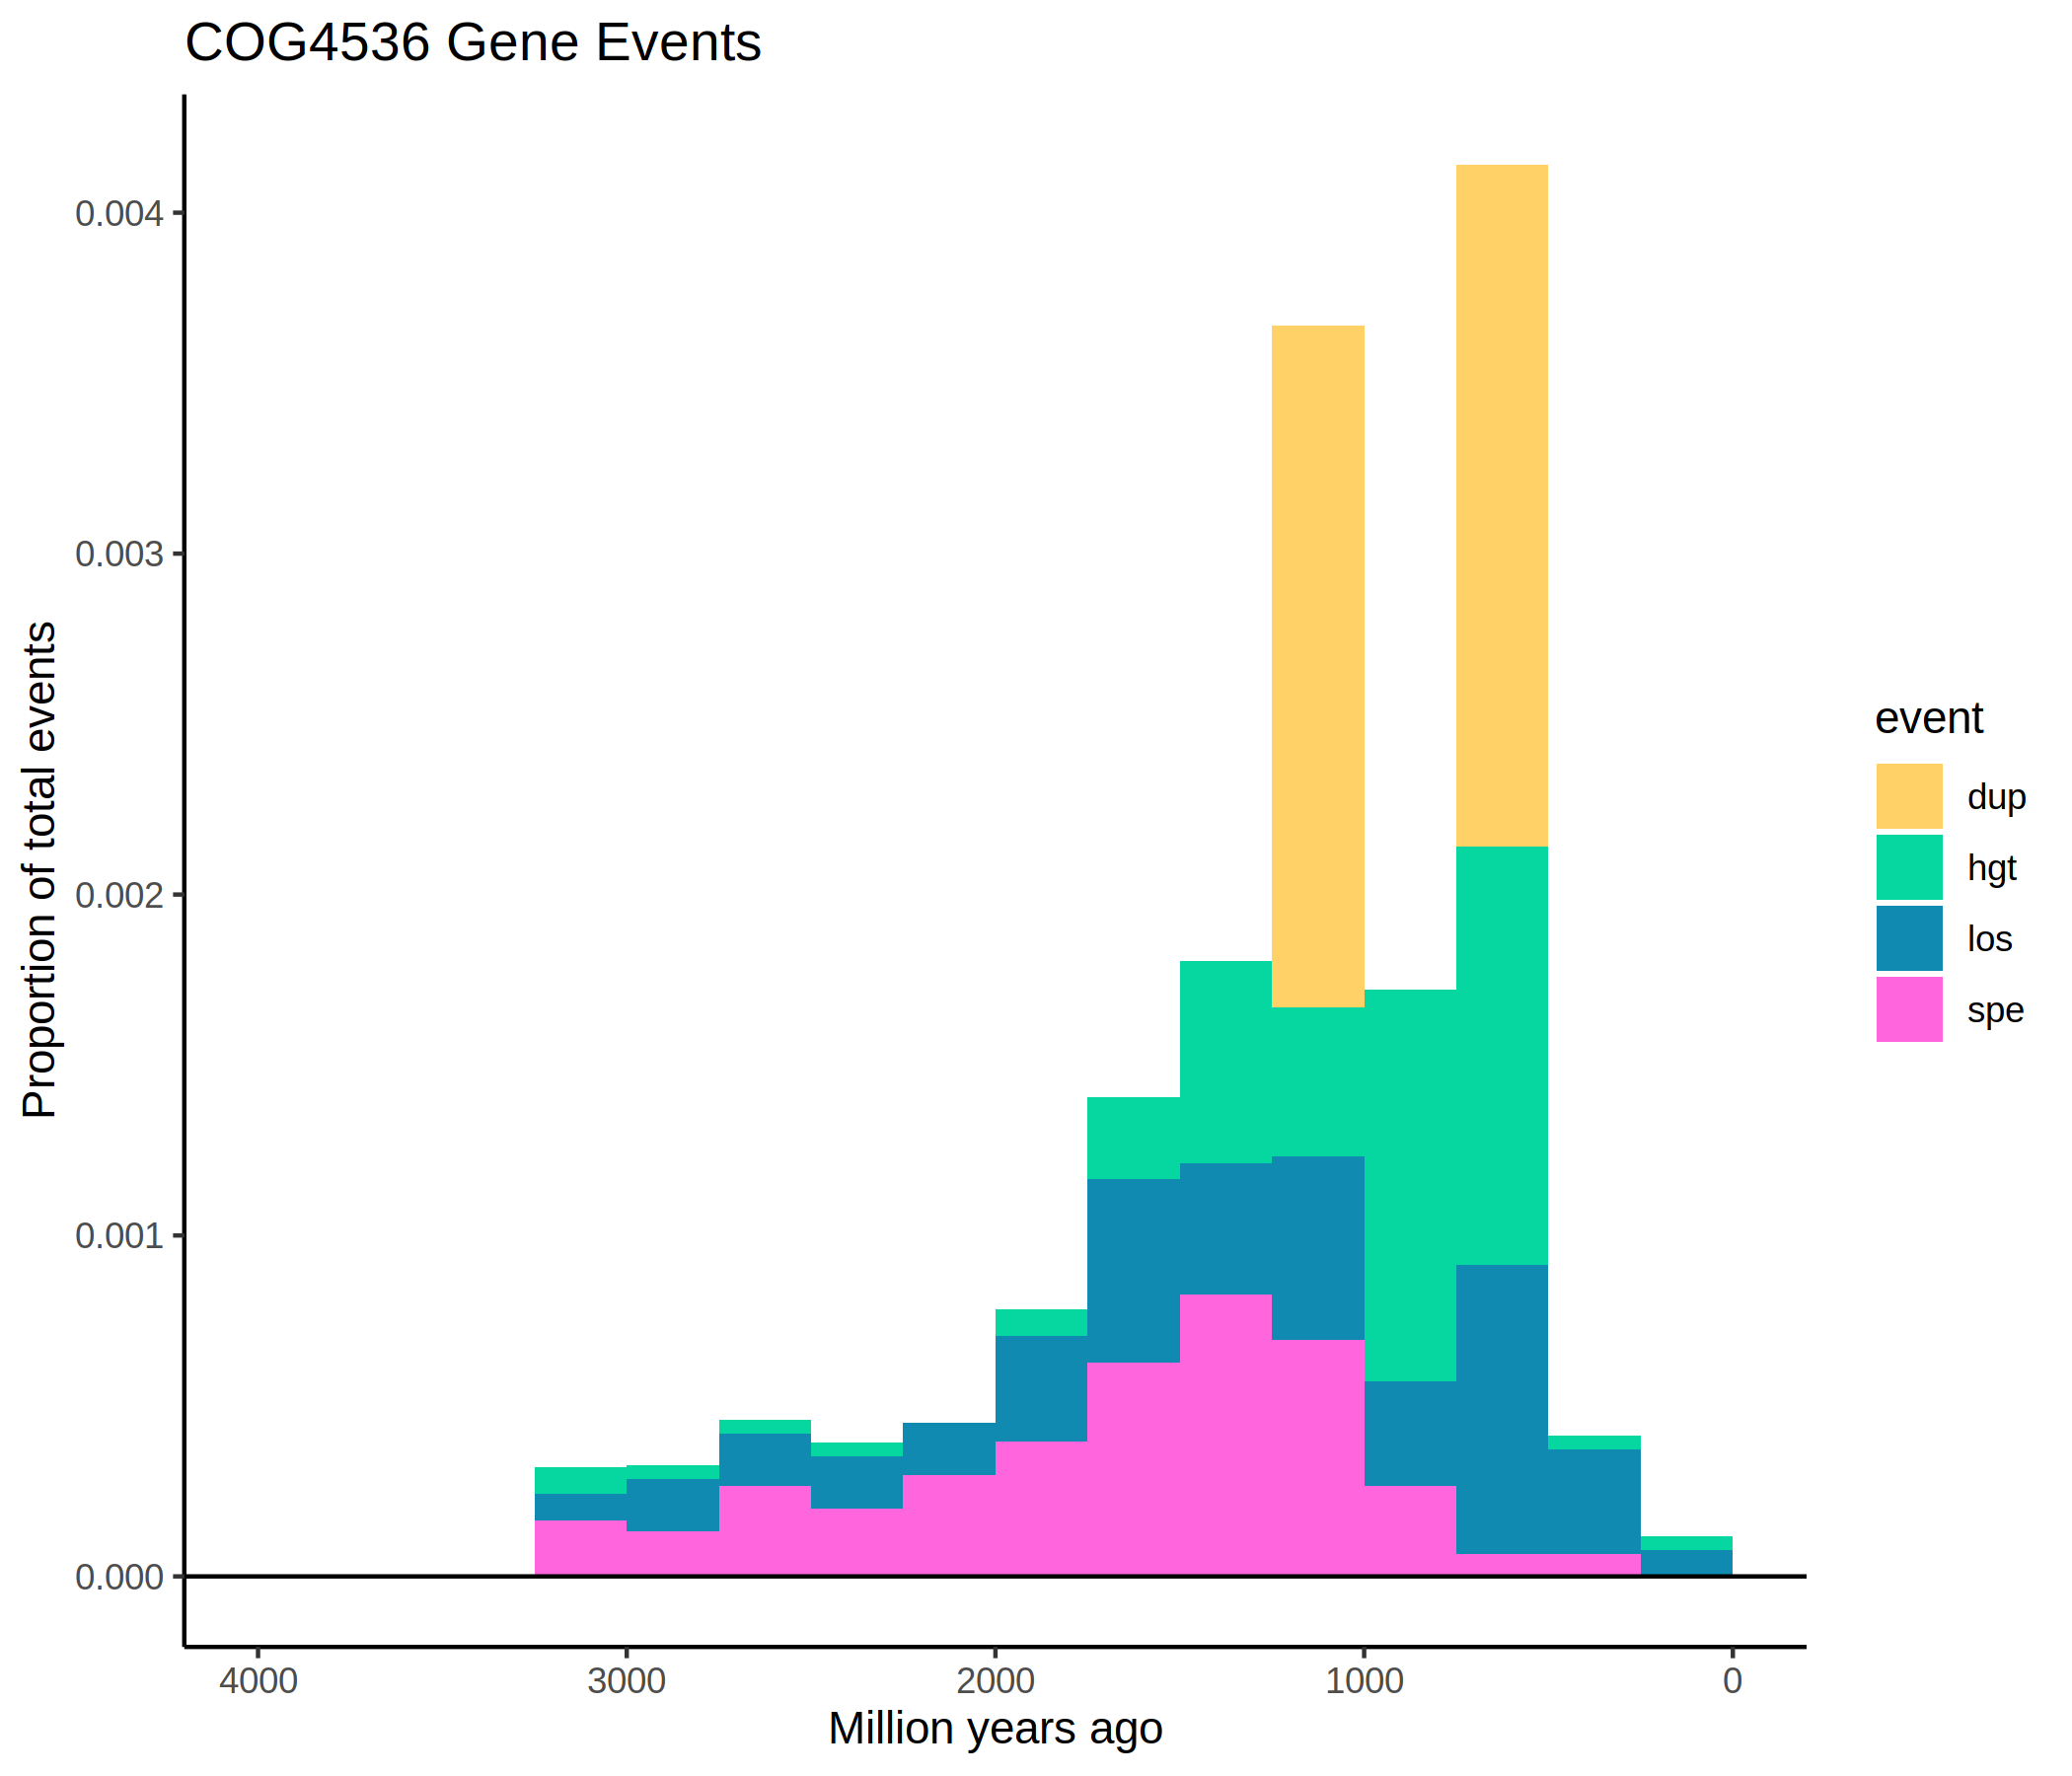 COG4536 Gene Events
Proportion of total events
0.004
0.003
0.002
0.001
0.000
4000 3000 2000 1000 0
Million years ago
event
dup
hgt
los
spe